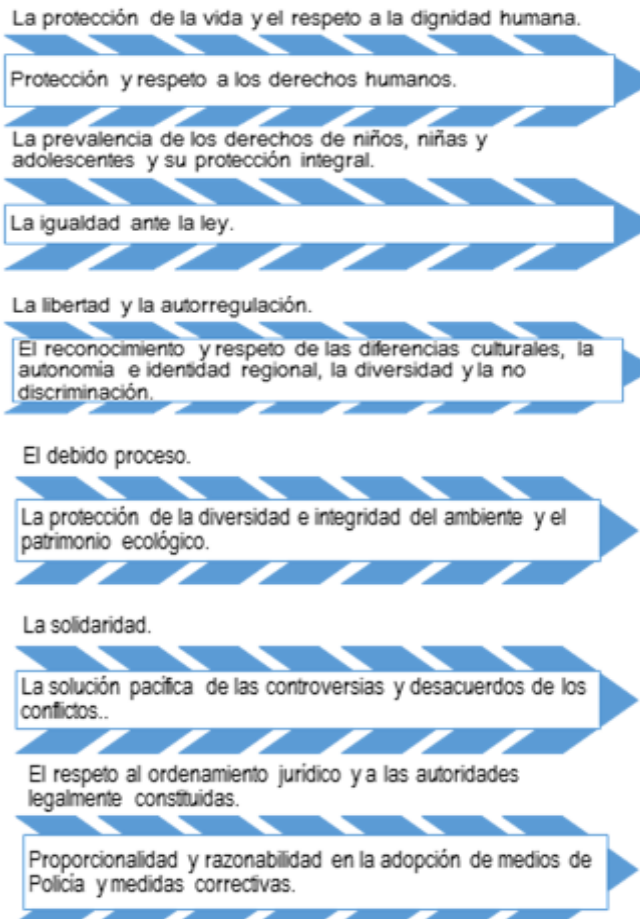 La protección de la vida y el respeto a la dignidad humana.
Protección y respeto a los derechos humanos.
La prevalencia de los derechos de niños, niñas y
adolescentes y su protección integral.
La igualdad ante la ley.
La libertad y la autorregulación.
El reconocimiento y respeto de las diferencias culturales, la
autonomía e identidad regional, la diversidad y la no
discriminación.
El debido proceso.
La protección de la diversidad e integridad del ambiente y el
patrimonio ecológico.
La solidaridad.
La solución pacífica de las controversias y desacuerdos de los
conflictos..
El respeto al ordenamiento jurídico y a las autoridades
legalmente constituidas.
Proporcionalidad y razonabilidad en la adopción de medios de
Policía y medidas correctivas.